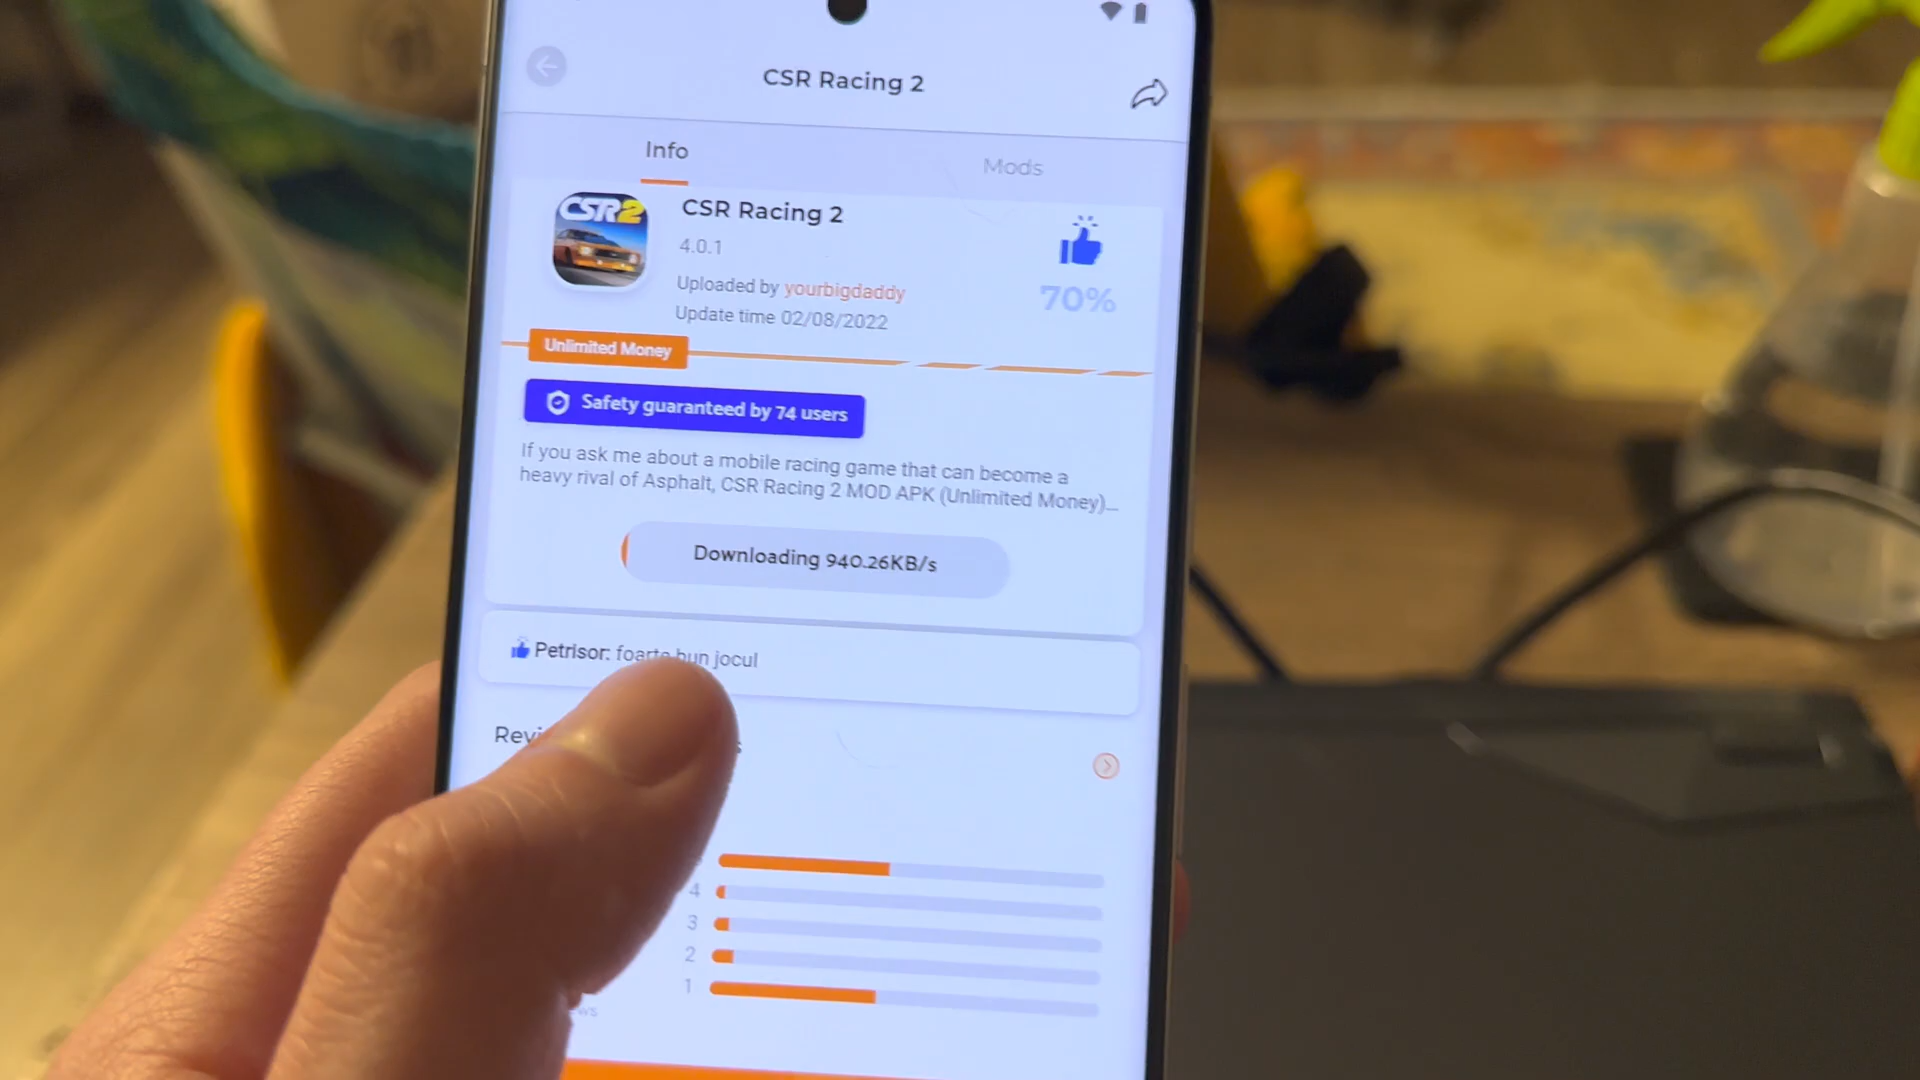 CSR Racing 2
Info
Mods
CSR2
CSR Racing 2
4.0.1
Uploaded by yourbigdaddy
Update time 02/08/2022
70%
Unlimited Money
Safety guaranteed by 74 users
If you ask me about a mobile racing game that can become a
heavy rival of Asphalt, CSR Racing 2 MOD APK (Unlimited Money)...
Downloading 940.26KB/s
Petrisor: foarte bun jocul
4
3
2
1